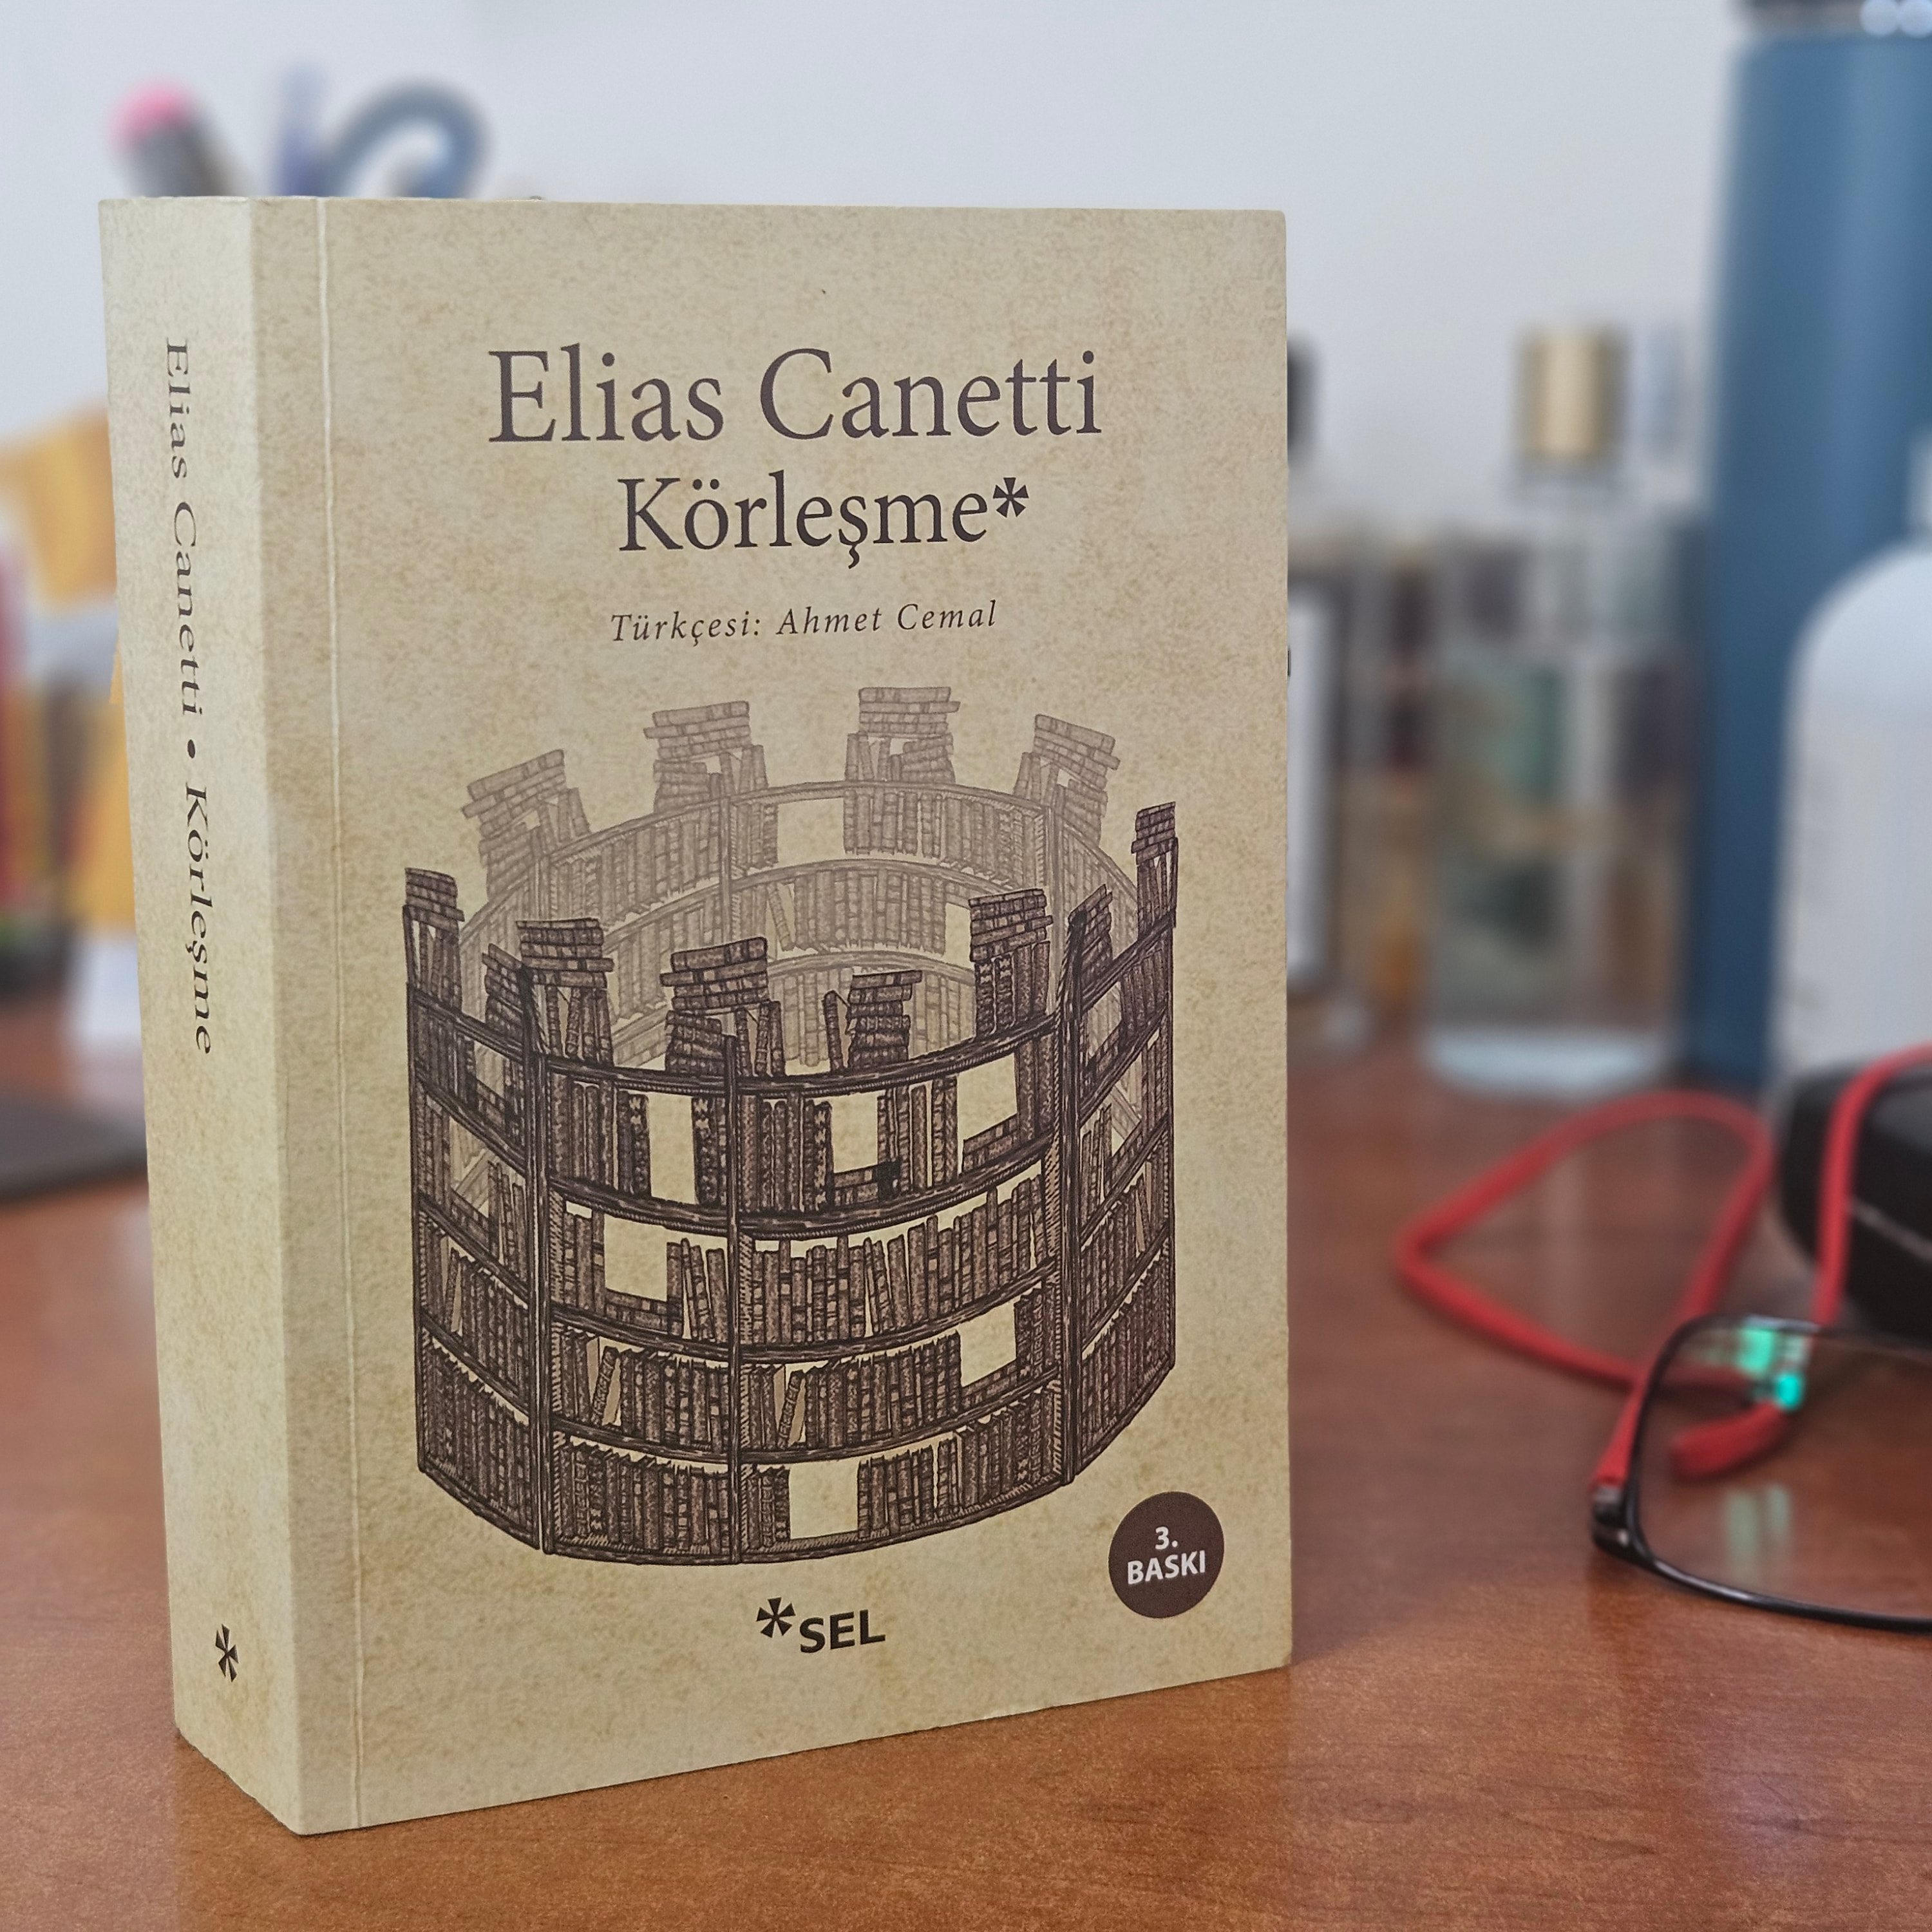 Elias Canetti • Körleşme
Elias Canetti
Körleşme*
Türkçesi: Ahmet Cemal
3.
BASKI
*SEL
*